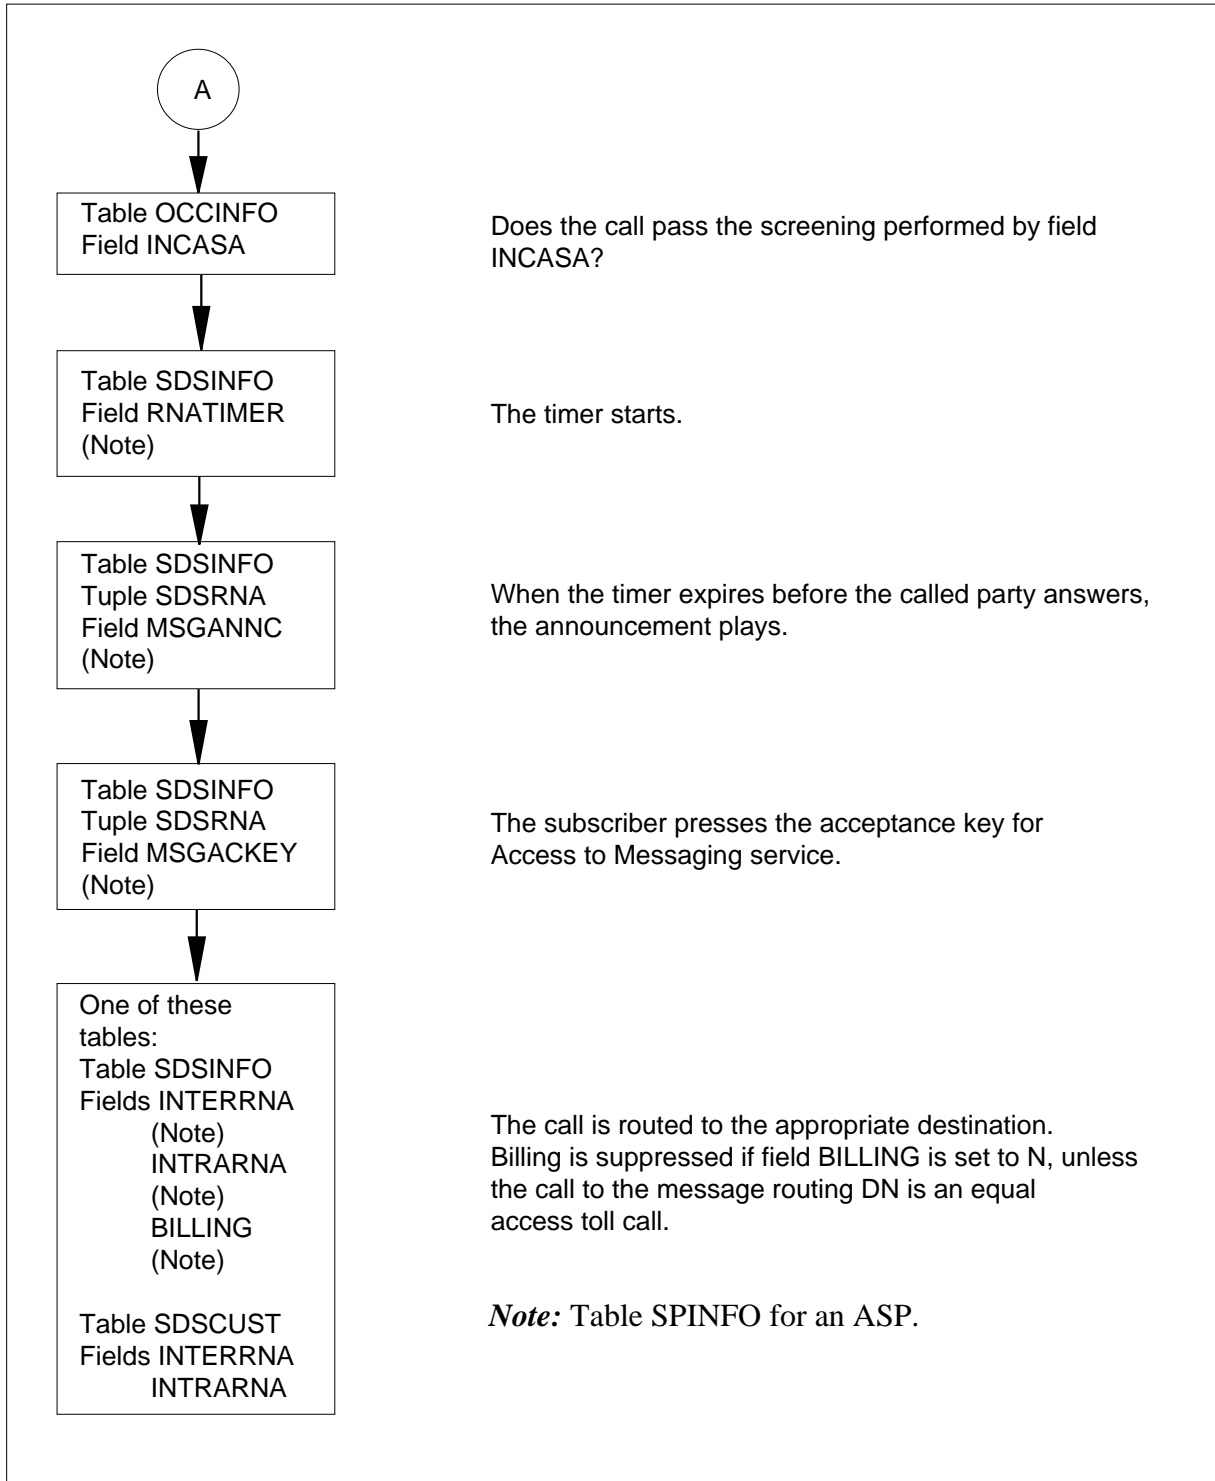 A
Table OCCINFO
Field INCASA
Does the call pass the screening performed by field
INCASA?
Table SDSINFO
Field RNATIMER
(Note)
The timer starts.
Table SDSINFO
Tuple SDSRNA
Field MSGANNC
(Note)
When the timer expires before the called party answers,
the announcement plays.
Table SDSINFO
Tuple SDSRNA
Field MSGACKEY
(Note)
The subscriber presses the acceptance key for
Access to Messaging service.
One of these
tables:
Table SDSINFO
Fields INTERRNA
(Note)
INTRARNA
(Note)
BILLING
(Note)
Table SDSCUST
Fields INTERRNA
INTRARNA
The call is routed to the appropriate destination.
Billing is suppressed if field BILLING is set to N, unless
the call to the message routing DN is an equal
access toll call.
Note: Table SPINFO for an ASP.